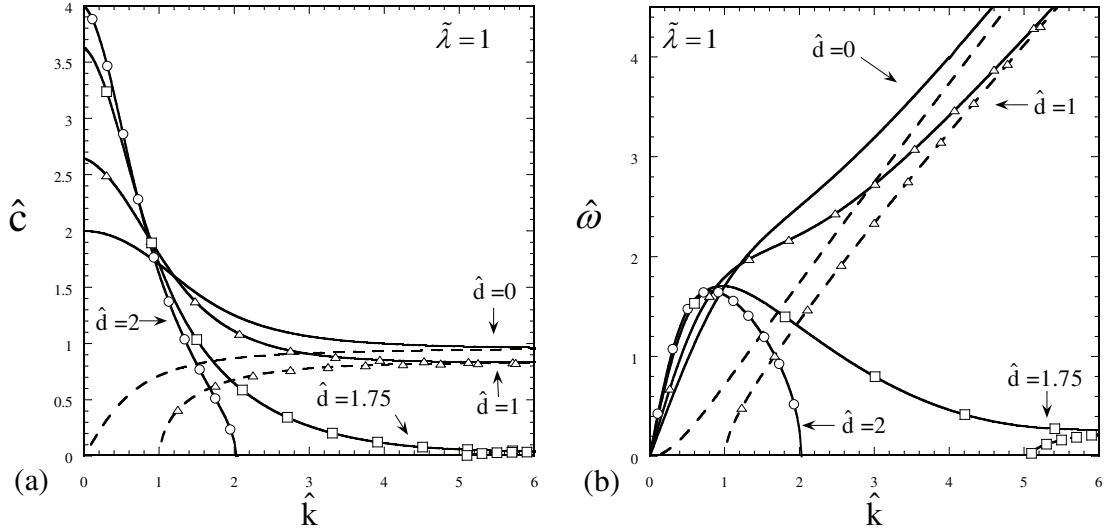 4
3.5
3
2.5
2
1.5
1
0.5
0
ĉ
λ̃ = 1
d̂=0
d̂=2
d̂=1.75
d̂=1
0 1 2 3 4 5 6
k̂
(a)
4
3
2
1
0
ω̂
λ̃ = 1
d̂=0
d̂=1
d̂=1.75
d̂=2
0 1 2 3 4 5 6
k̂
(b)